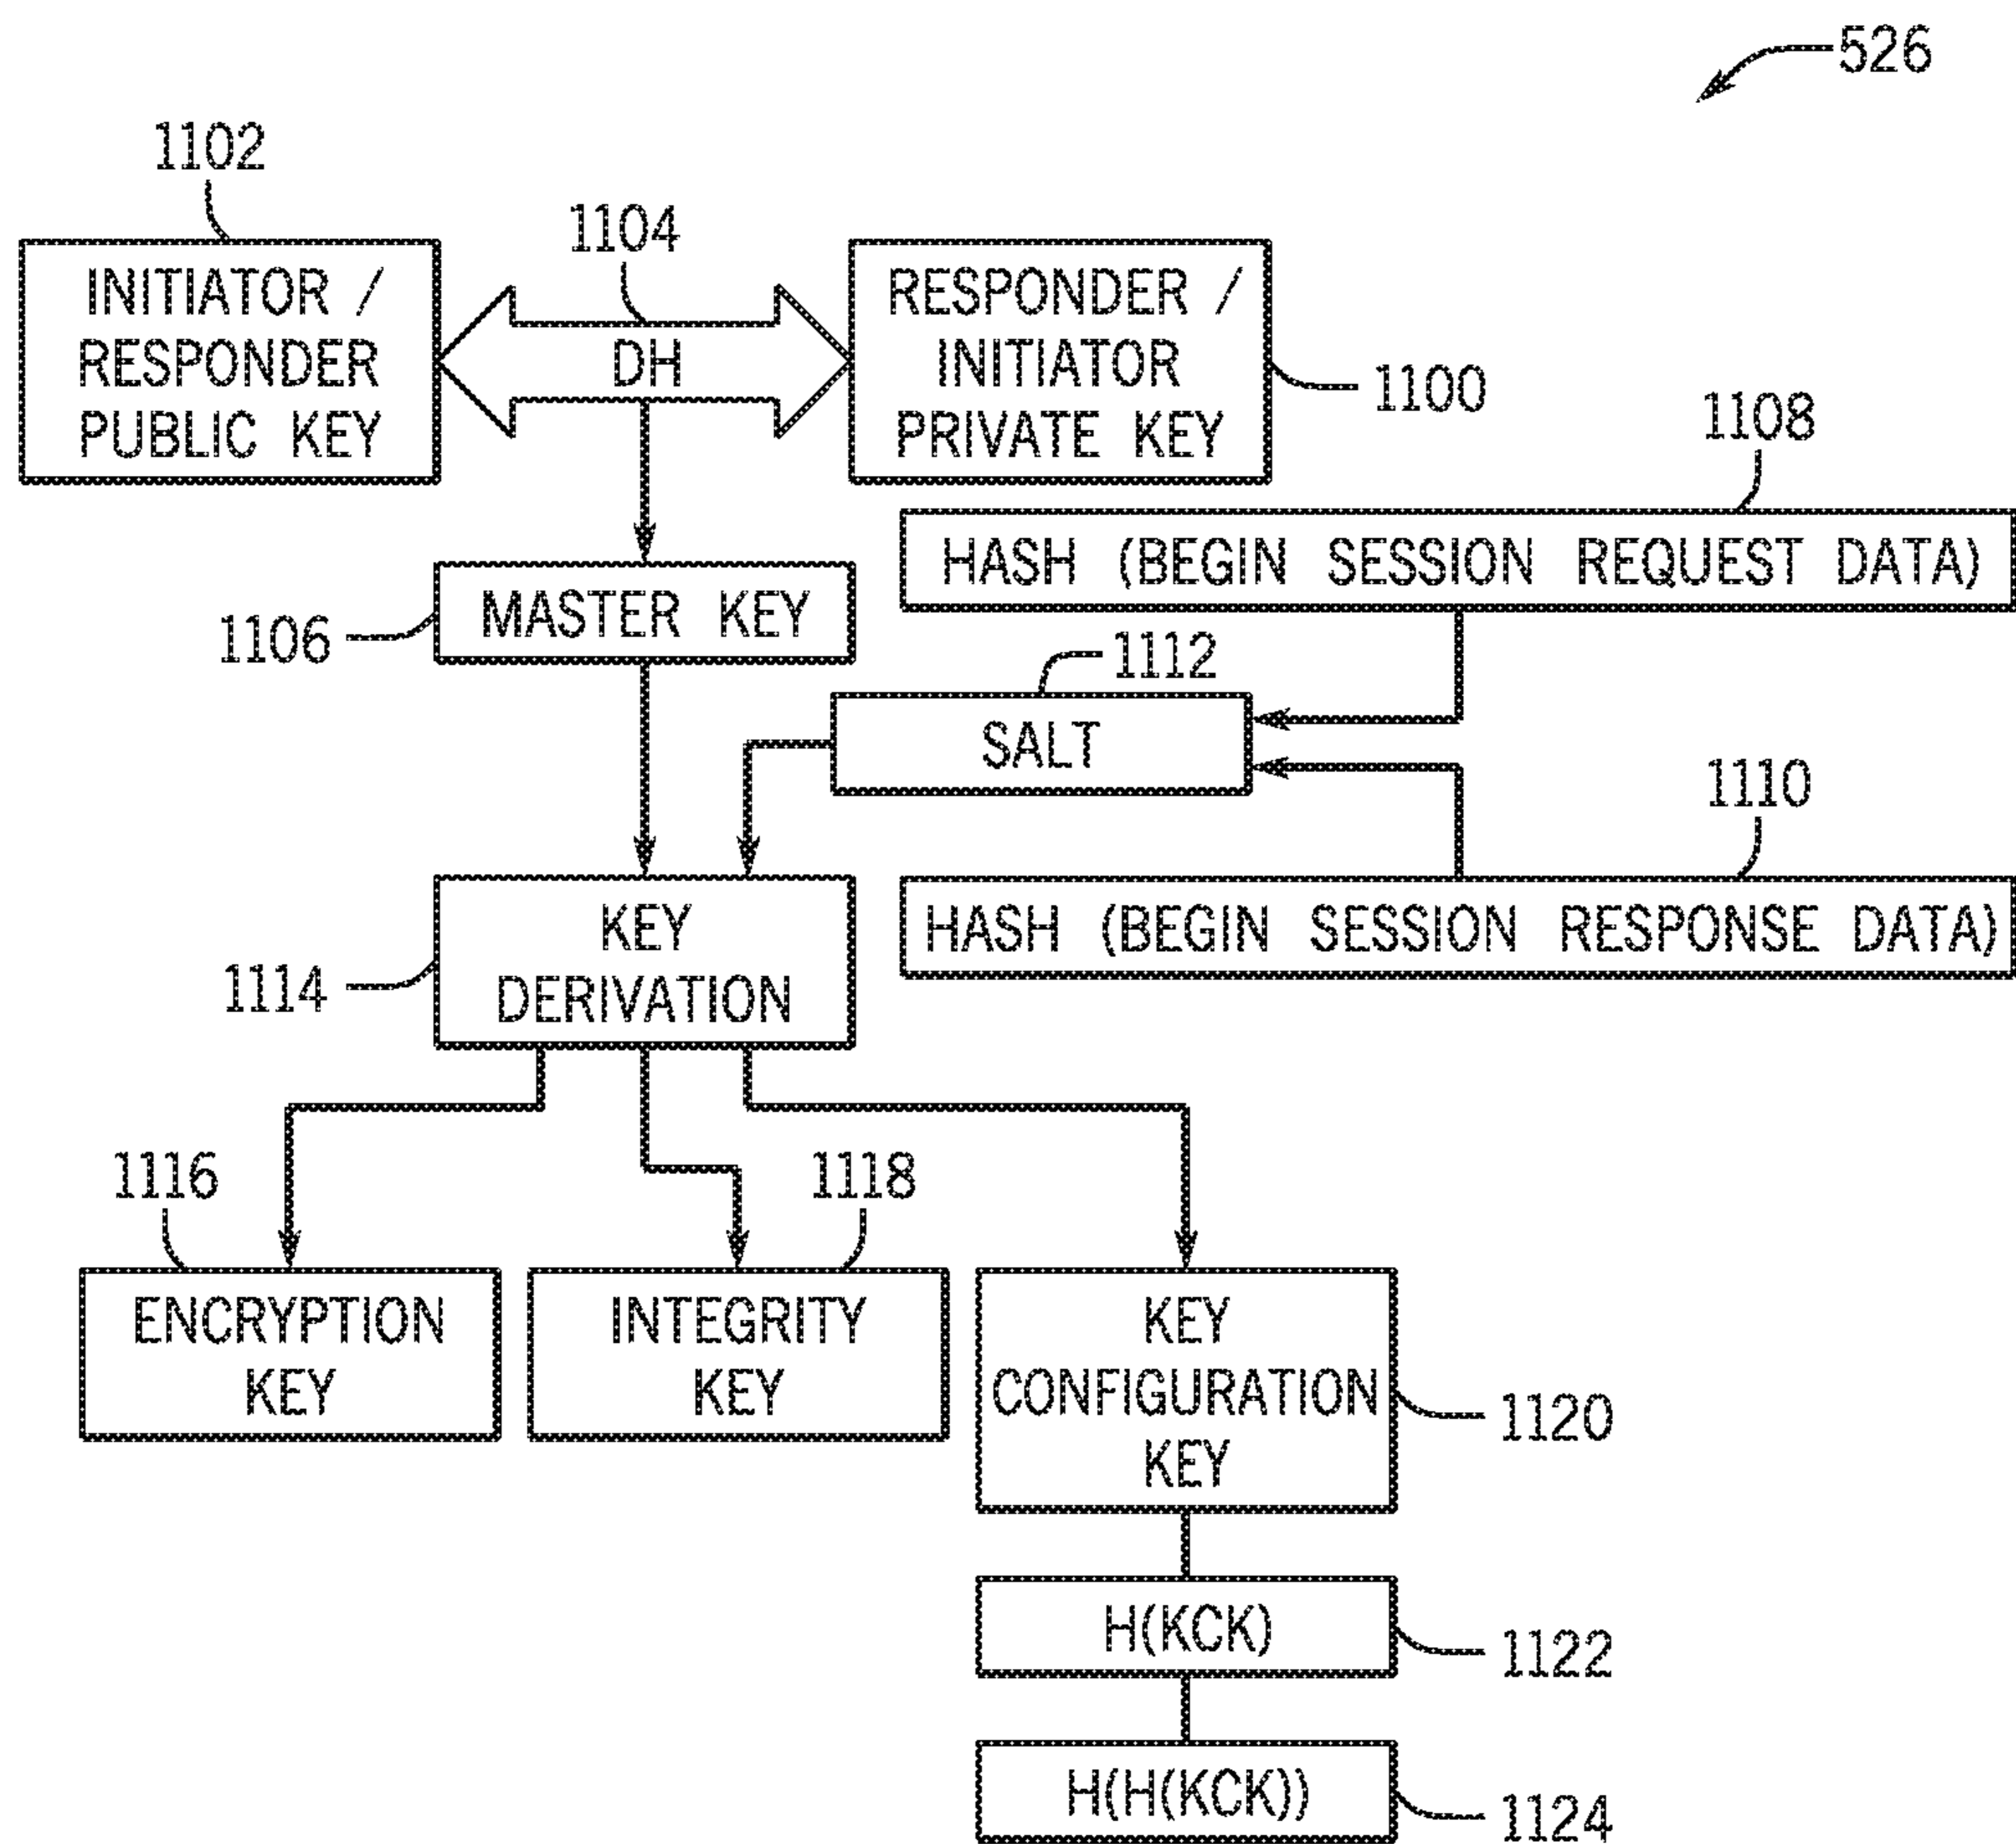 526
1102
1104
INITIATOR /
RESPONDER
PUBLIC KEY
DH
RESPONDER /
INITIATOR
PRIVATE KEY
1100
1108
HASH (BEGIN SESSION REQUEST DATA)
MASTER KEY
1106
1112
SALT
1110
HASH (BEGIN SESSION RESPONSE DATA)
KEY
DERIVATION
1114
1116
1118
ENCRYPTION
KEY
INTEGRITY
KEY
KEY
CONFIGURATION
KEY
1120
H(KCK)
1122
H(H(KCK))
1124